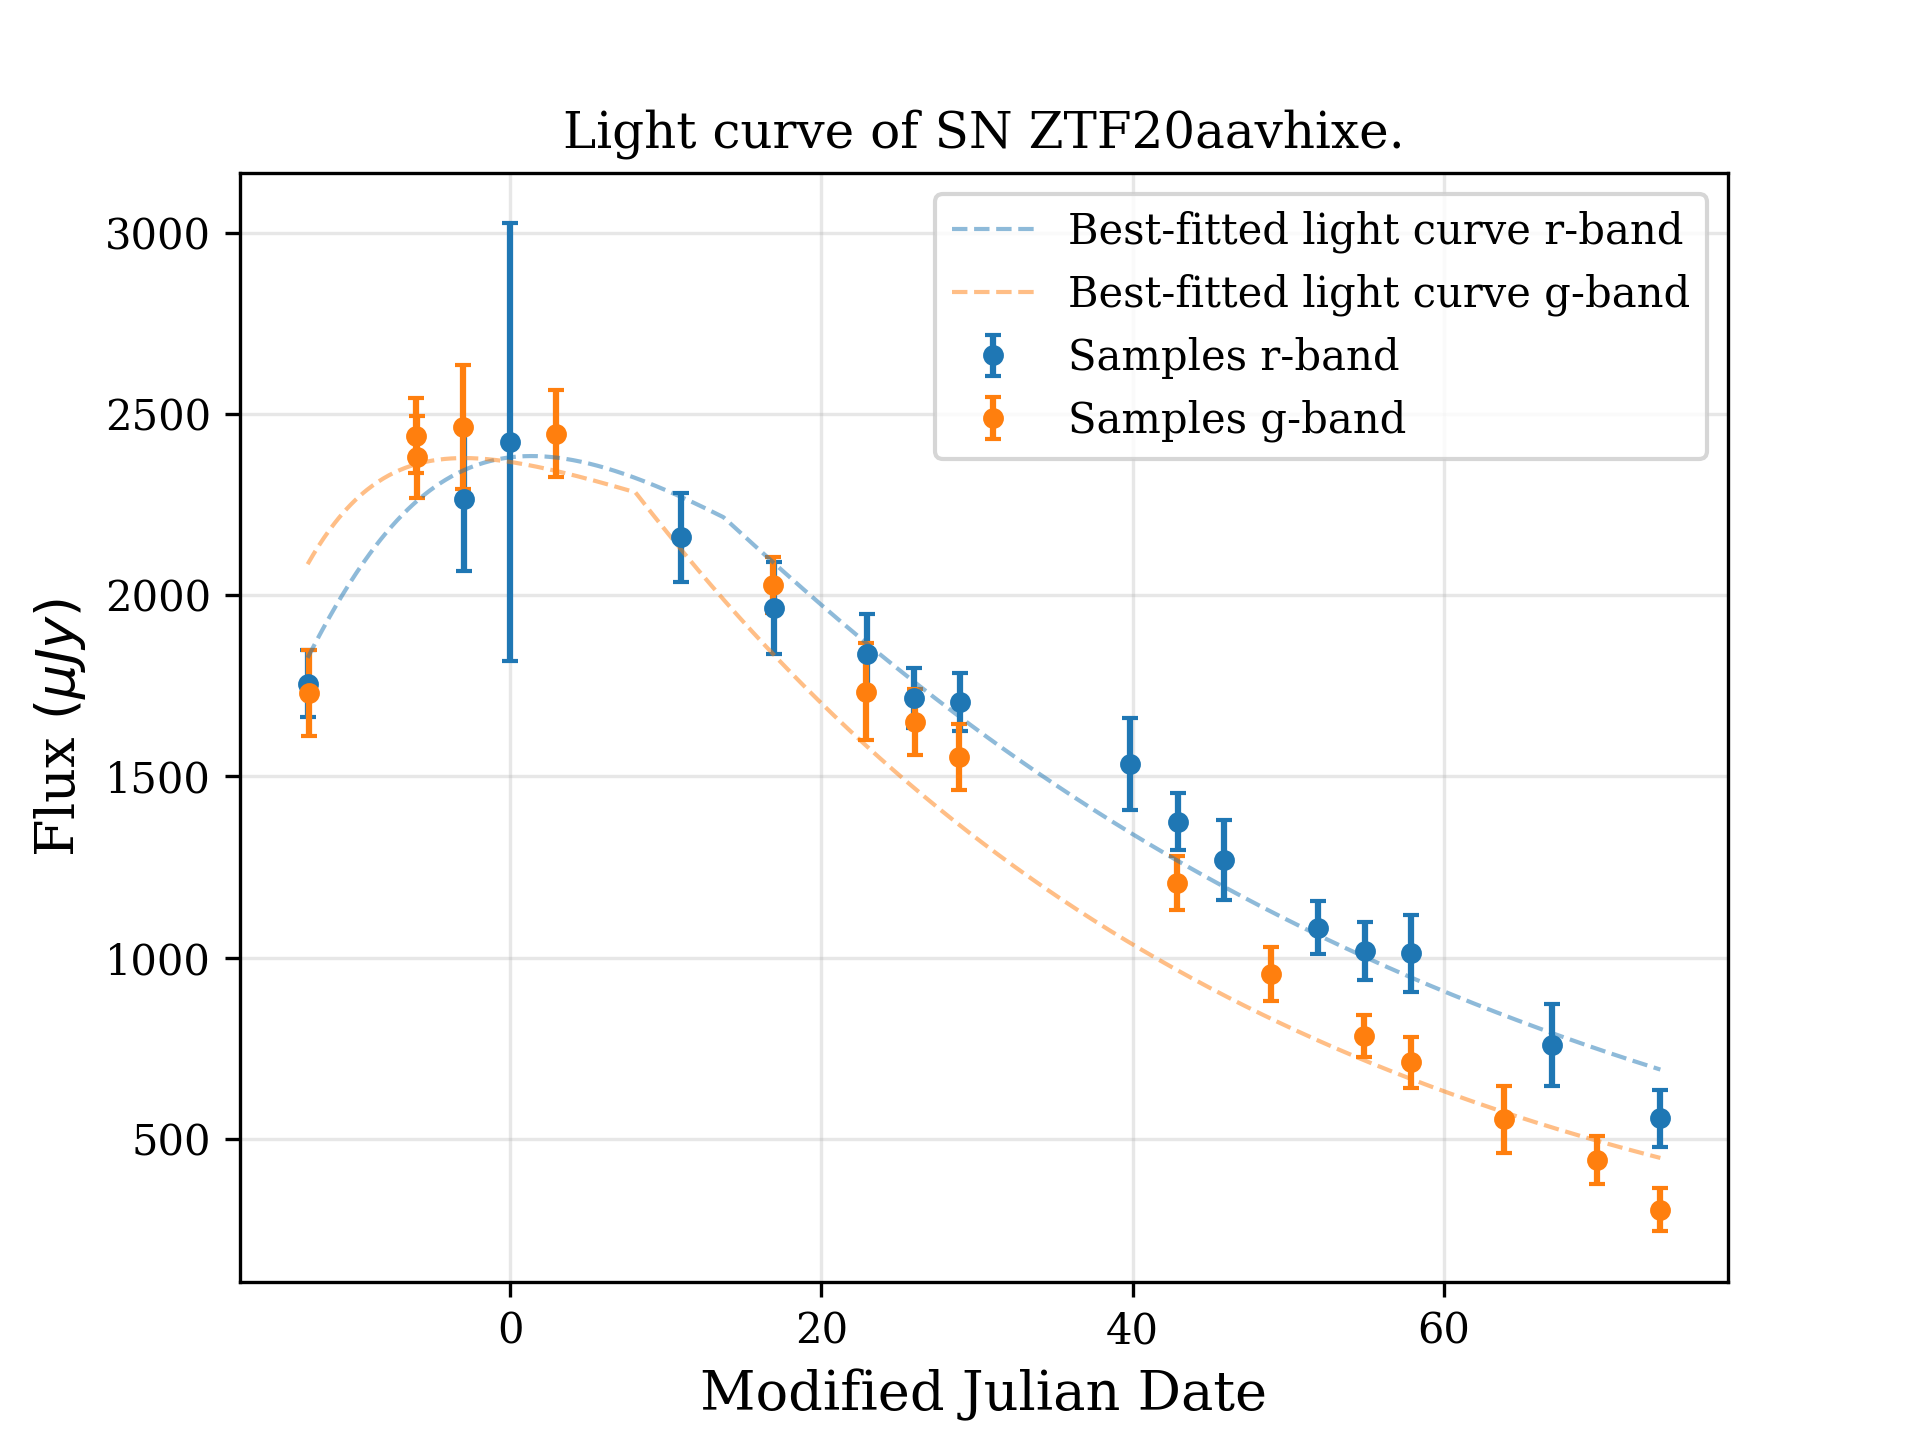 Light curve of SN ZTF20aavhixe.
Best-fitted light curve r-band
Best-fitted light curve g-band
Samples r-band
Samples g-band
Flux (μJy)
3000
2500
2000
1500
1000
500
0 20 40 60
Modified Julian Date